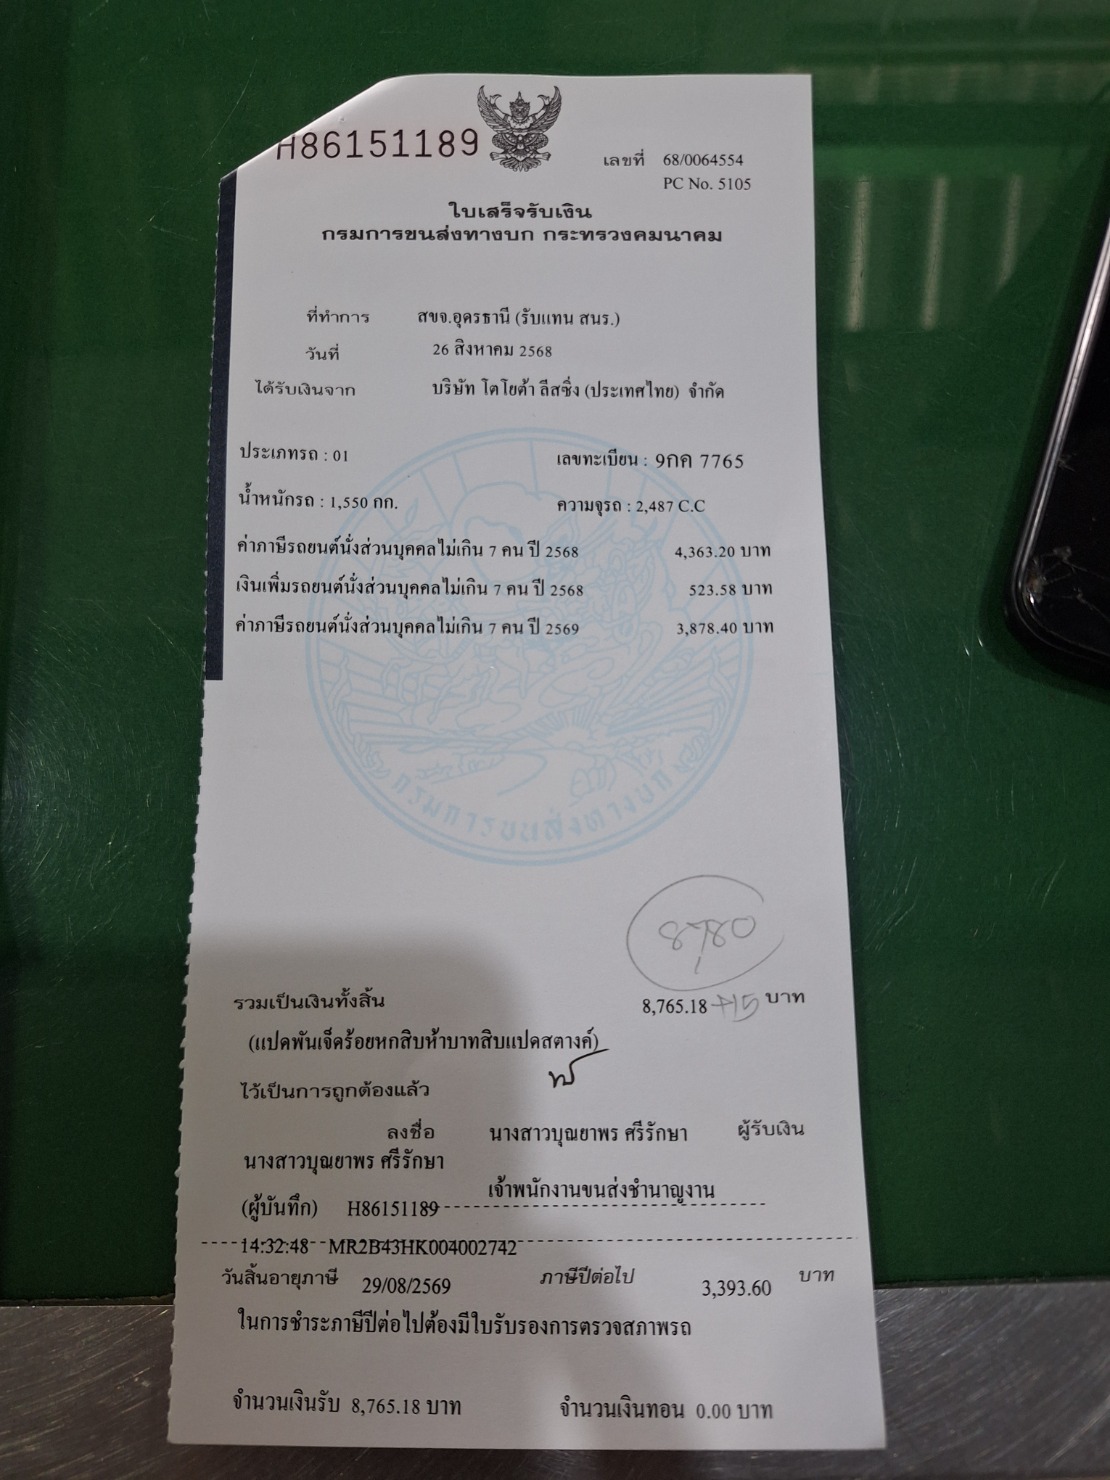 H86151189
เลขที่ 68/0064554
PC No. 5105
ใบเสร็จรับเงิน
กรมการขนส่งทางบก กระทรวงคมนาคม
ที่ทำการ สขจ.อุดรธานี (รับแทน สนร.)
วันที่ 26 สิงหาคม 2568
ได้รับเงินจาก บริษัท โตโยต้า ลีสซิ่ง (ประเทศไทย) จำกัด
ประเภทรถ : 01 เลขทะเบียน : 9กค 7765
น้ำหนักรถ : 1,550 กก. ความจุรถ : 2,487 C.C
ค่าภาษีรถยนต์นั่งส่วนบุคคลไม่เกิน 7 คน ปี 2568 4,363.20 บาท
เงินเพิ่มรถยนต์นั่งส่วนบุคคลไม่เกิน 7 คน ปี 2568 523.58 บาท
ค่าภาษีรถยนต์นั่งส่วนบุคคลไม่เกิน 7 คน ปี 2569 3,878.40 บาท
กรมการขนส่งทางบก
8,780
รวมเป็นเงินทั้งสิ้น 8,765.18 +15 บาท
(แปดพันเจ็ดร้อยหกสิบห้าบาทสิบแปดสตางค์)
ไว้เป็นการถูกต้องแล้ว
ลงชื่อ นางสาวบุณยาพร ศรีรักษา ผู้รับเงิน
นางสาวบุณยาพร ศรีรักษา
เจ้าพนักงานขนส่งชำนาญงาน
(ผู้บันทึก) H86151189
14:32:48 MR2B43HK004002742
วันสิ้นอายุภาษี 29/08/2569 ภาษีปีต่อไป 3,393.60 บาท
ในการชำระภาษีปีต่อไปต้องมีใบรับรองการตรวจสภาพรถ
จำนวนเงินรับ 8,765.18 บาท จำนวนเงินทอน 0.00 บาท